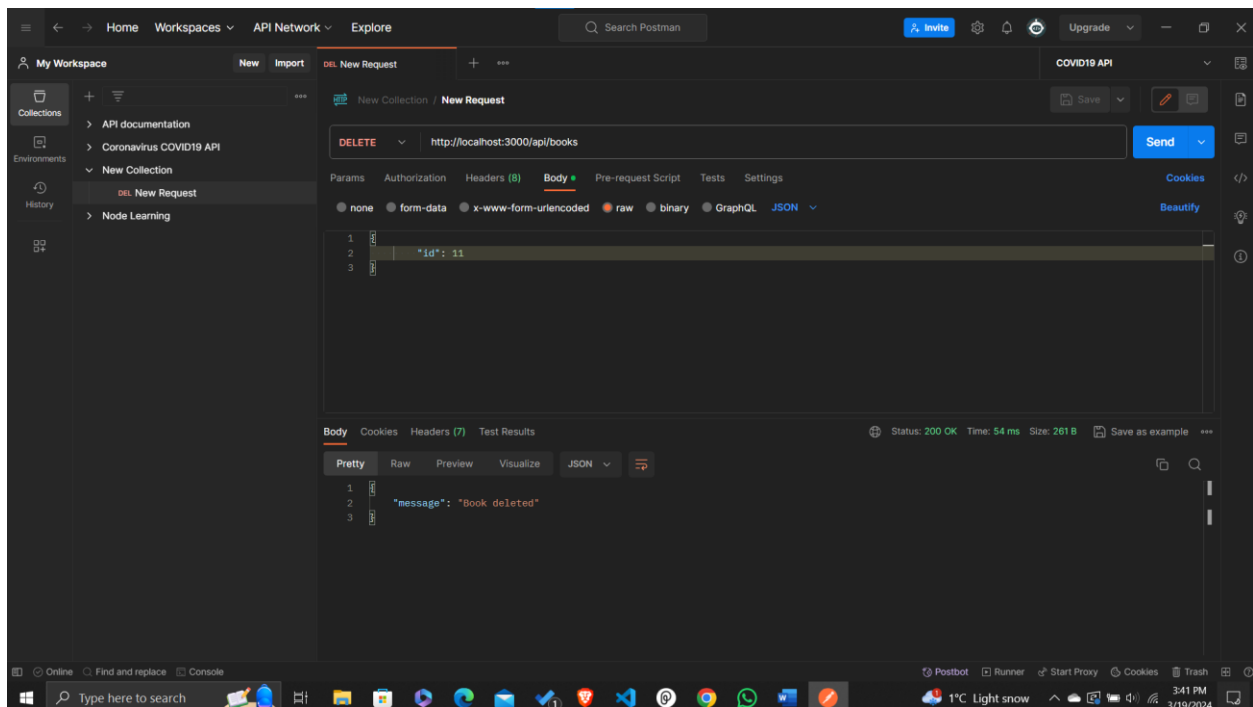 Home Workspaces API Network Explore Search Postman Invite Upgrade
My Workspace New Import DEL New Request COVID19 API
Collections
Environments
History
API documentation
Coronavirus COVID19 API
New Collection
DEL New Request
Node Learning
HTTP New Collection / New Request Save
DELETE http://localhost:3000/api/books Send
Params Authorization Headers (8) Body Pre-request Script Tests Settings Cookies
none form-data x-www-form-urlencoded raw binary GraphQL JSON Beautify
1 {
2 "id": 11
3 }
Body Cookies Headers (7) Test Results Status: 200 OK Time: 54 ms Size: 261 B Save as example
Pretty Raw Preview Visualize JSON
1 {
2 "message": "Book deleted"
3 }
Online Find and replace Console Postbot Runner Start Proxy Cookies Trash
Type here to search 1°C Light snow 3:41 PM
3/19/2024